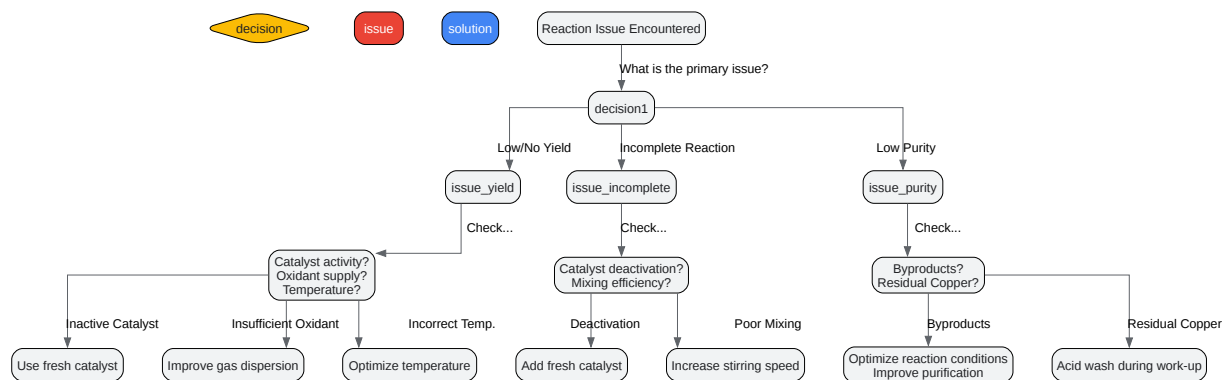 decision
issue
solution
Reaction Issue Encountered
What is the primary issue?
decision1
Low/No Yield
Incomplete Reaction
Low Purity
issue_yield
issue_incomplete
issue_purity
Check...
Check...
Check...
Catalyst activity?
Oxidant supply?
Temperature?
Catalyst deactivation?
Mixing efficiency?
Byproducts?
Residual Copper?
Inactive Catalyst
Insufficient Oxidant
Incorrect Temp.
Deactivation
Poor Mixing
Byproducts
Residual Copper
Use fresh catalyst
Improve gas dispersion
Optimize temperature
Add fresh catalyst
Increase stirring speed
Optimize reaction conditions
Improve purification
Acid wash during work-up